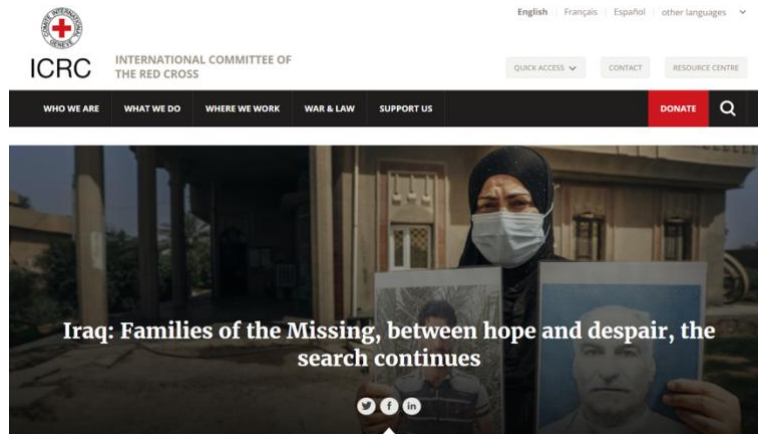 COMITE INTERNATIONAL GENEVE
English Français Español other languages
ICRC
INTERNATIONAL COMMITTEE OF
THE RED CROSS
QUICK ACCESS CONTACT RESOURCE CENTRE
WHO WE ARE WHAT WE DO WHERE WE WORK WAR & LAW SUPPORT US DONATE
Iraq: Families of the Missing, between hope and despair, the
search continues
f in